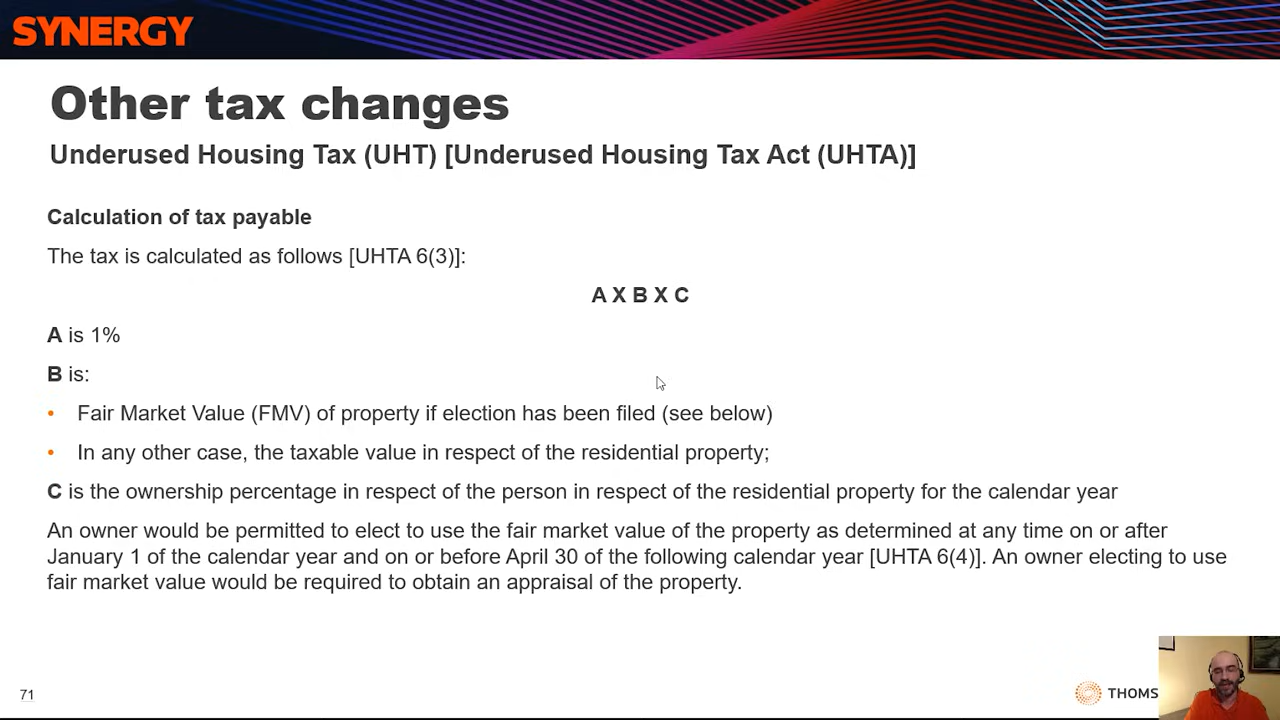 SYNERGY
Other tax changes
Underused Housing Tax (UHT) [Underused Housing Tax Act (UHTA)]
Calculation of tax payable
The tax is calculated as follows [UHTA 6(3)]:
A X B X C
A is 1%
B is:
• Fair Market Value (FMV) of property if election has been filed (see below)
• In any other case, the taxable value in respect of the residential property;
C is the ownership percentage in respect of the person in respect of the residential property for the calendar year
An owner would be permitted to elect to use the fair market value of the property as determined at any time on or after
January 1 of the calendar year and on or before April 30 of the following calendar year [UHTA 6(4)]. An owner electing to use
fair market value would be required to obtain an appraisal of the property.
71
THOMS